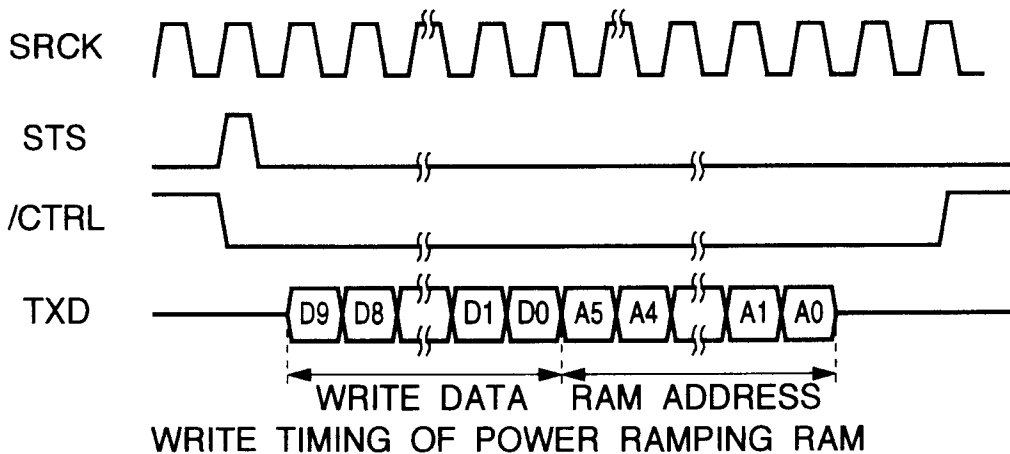 SRCK
STS
/CTRL
TXD D9 D8 D1 D0 A5 A4 A1 A0
WRITE DATA RAM ADDRESS
WRITE TIMING OF POWER RAMPING RAM